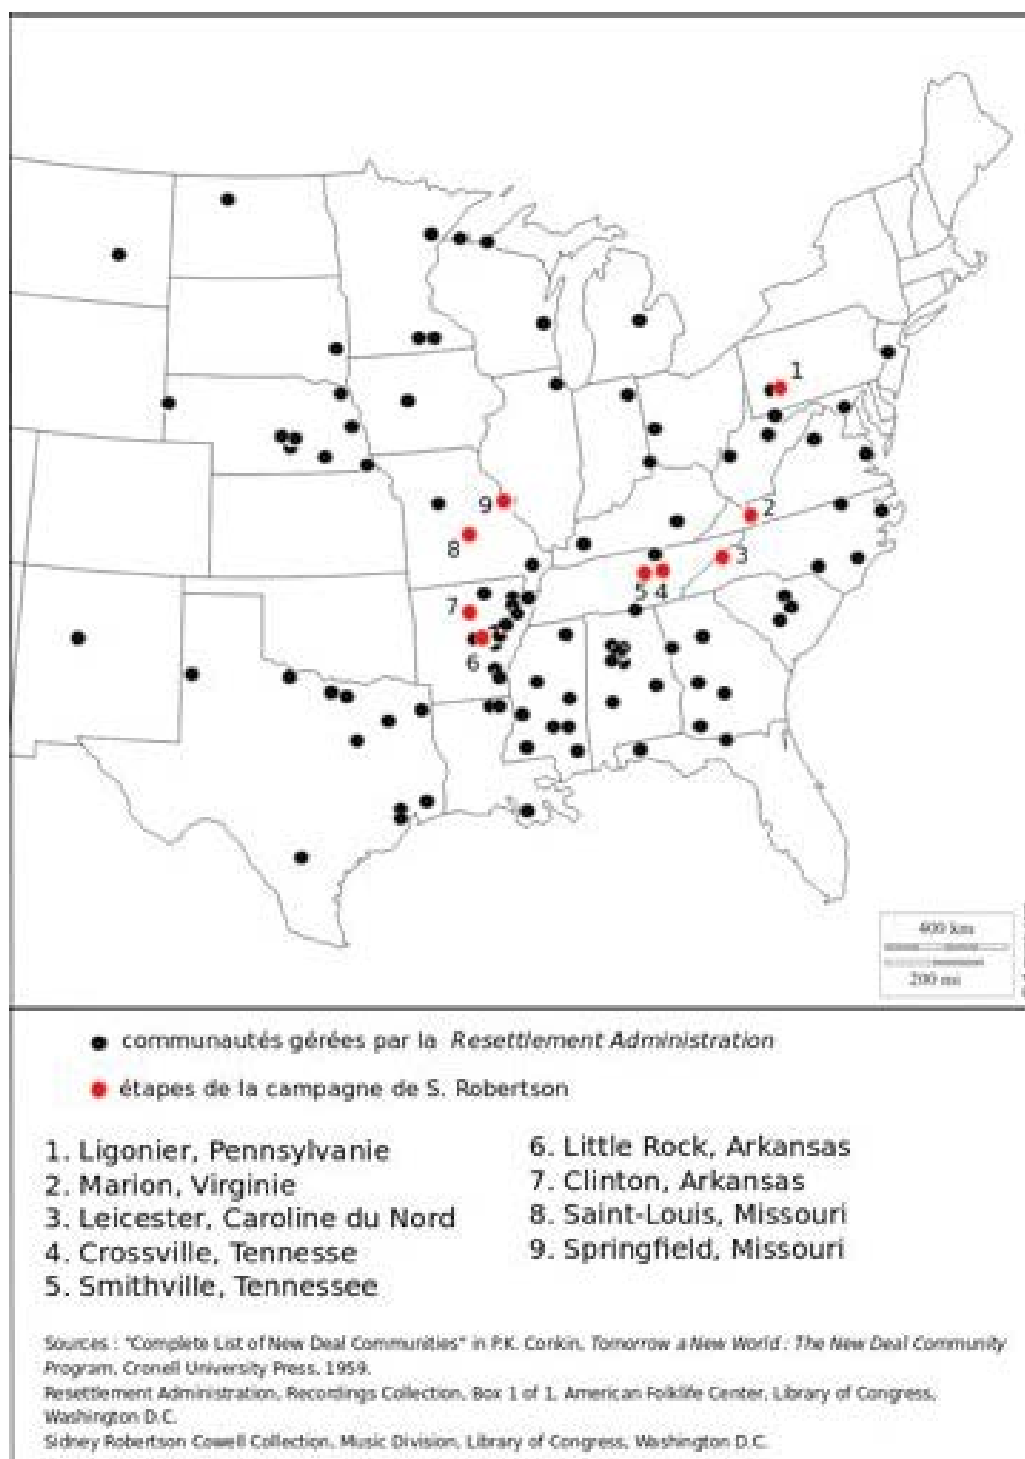 1
2
9
8
3
5 4
7
6
400 km
200 mi
communautés gérées par la Resettlement Administration
étapes de la campagne de S. Robertson
1. Ligonier, Pennsylvanie
2. Marion, Virginie
3. Leicester, Caroline du Nord
4. Crossville, Tennesse
5. Smithville, Tennessee
6. Little Rock, Arkansas
7. Clinton, Arkansas
8. Saint-Louis, Missouri
9. Springfield, Missouri
Sources : "Complete List of New Deal Communities" in P.K. Conkin, Tomorrow a New World : The New Deal Community
Program, Cronell University Press, 1959.
Resettlement Administration, Recordings Collection, Box 1 of 1, American Folklife Center, Library of Congress,
Washington D.C.
Sidney Robertson Cowell Collection, Music Division, Library of Congress, Washington D.C.